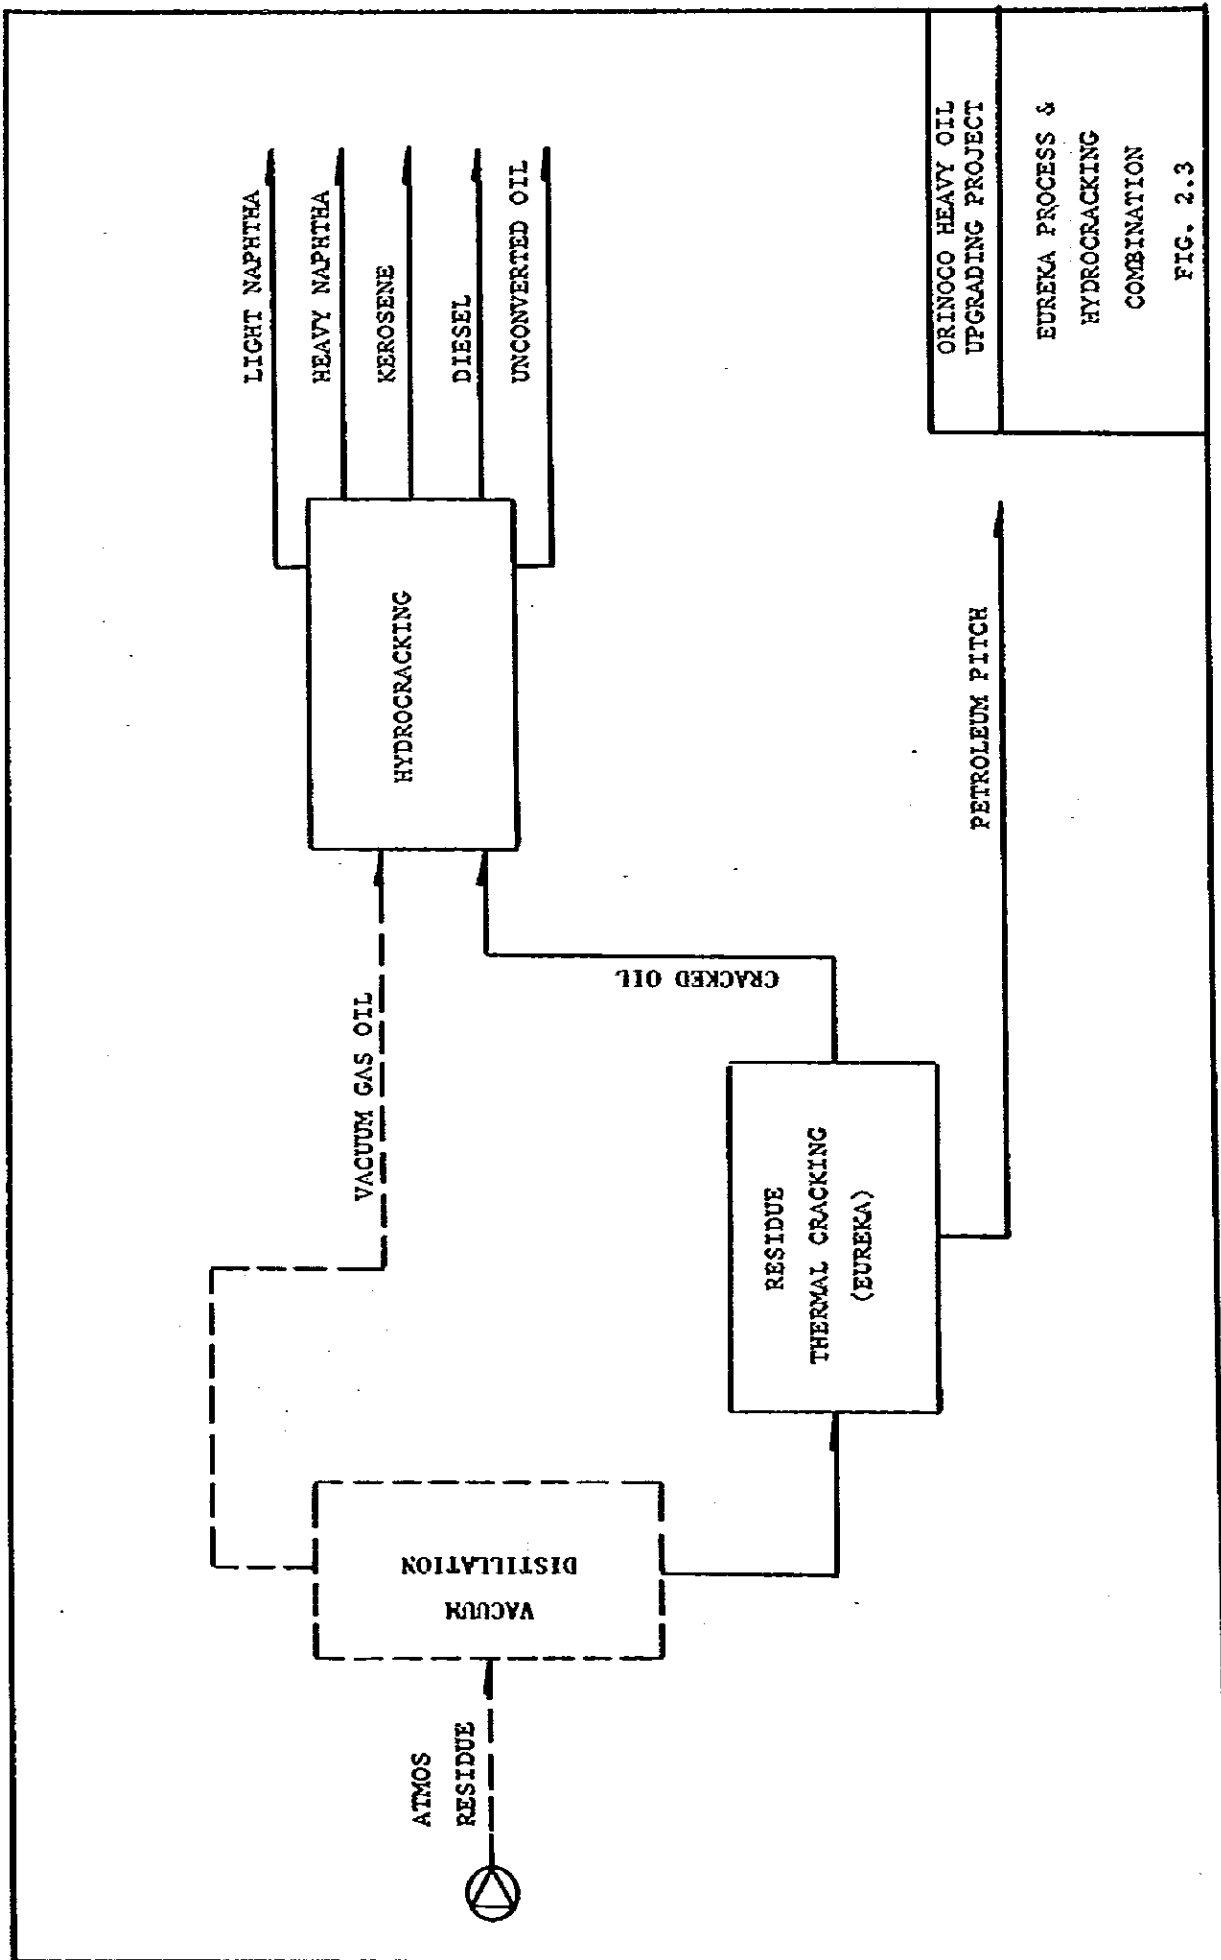 ATMOS
RESIDUE
VACUUM
DISTILLATION
VACUUM GAS OIL
RESIDUE
THERMAL CRACKING
(EUREKA)
CRACKED OIL
HYDROCRACKING
LIGHT NAPHTHA
HEAVY NAPHTHA
KEROSENE
DIESEL
UNCONVERTED OIL
PETROLEUM PITCH
ORINOCO HEAVY OIL
UPGRADING PROJECT
EUREKA PROCESS &
HYDROCRACKING
COMBINATION
FIG. 2.3